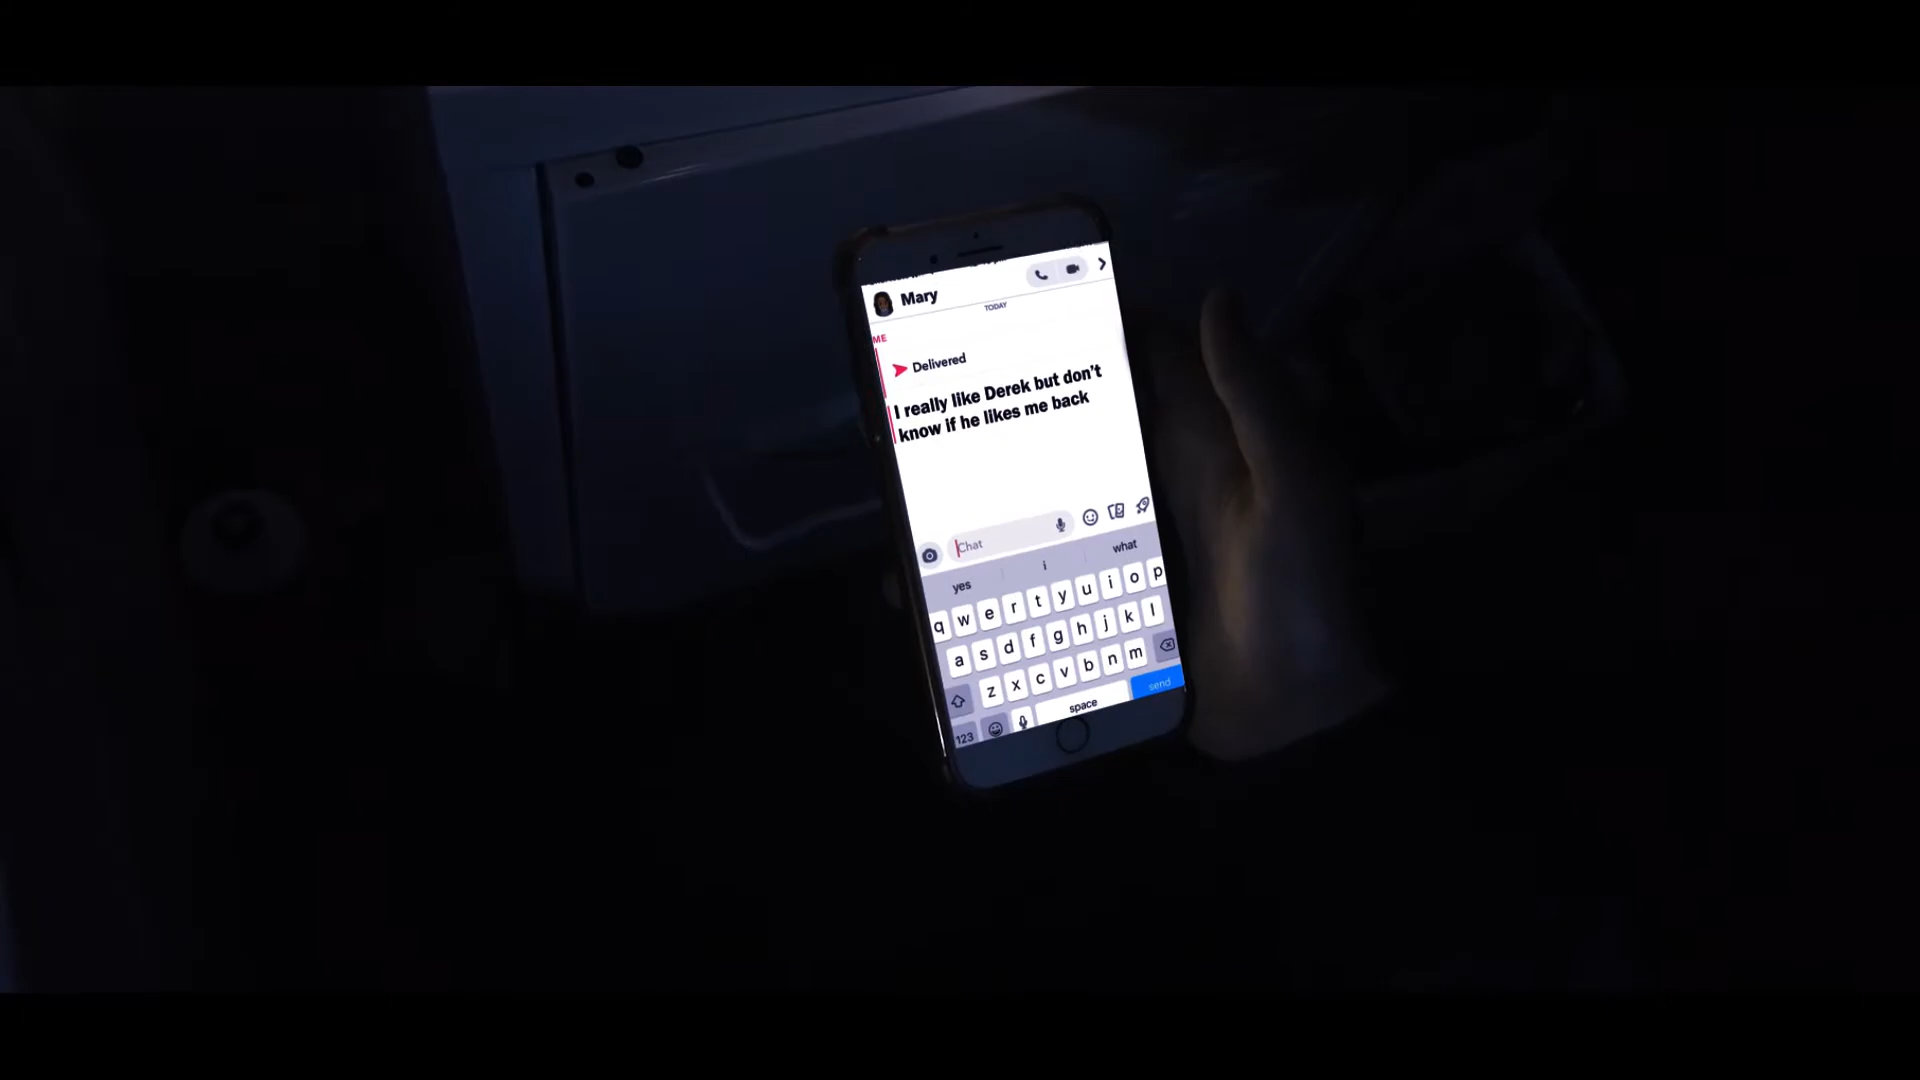 Mary
TODAY
ME
Delivered
I really like Derek but don't
know if he likes me back
Chat
yes i what
q w e r t y u i o p
a s d f g h j k l
z x c v b n m
123 space send